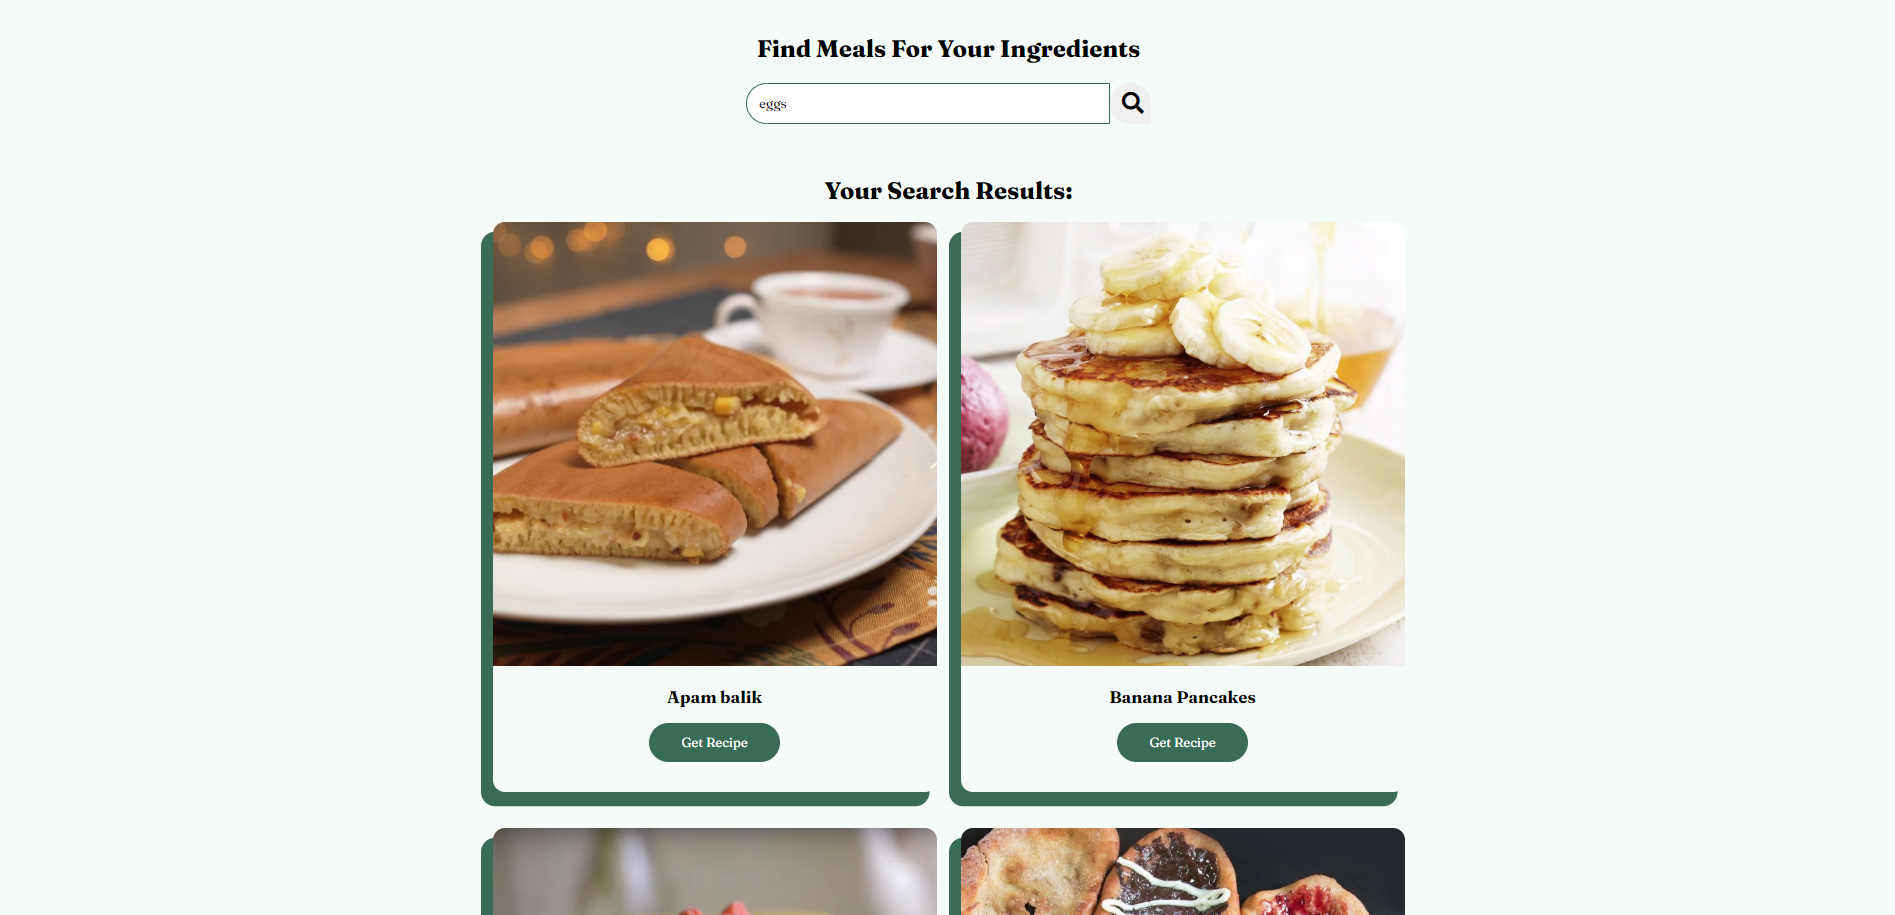 Find Meals For Your Ingredients
eggs
Your Search Results:
Apam balik
Banana Pancakes
Get Recipe
Get Recipe